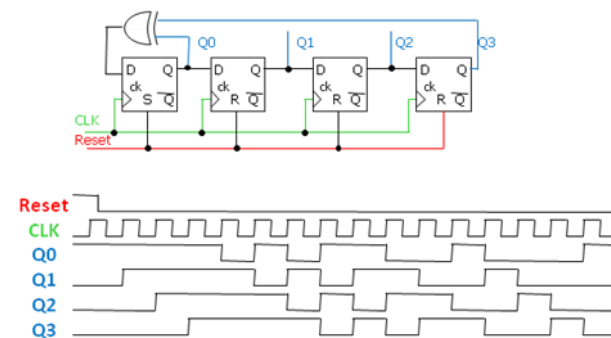 Q0 Q1 Q2 Q3
D Q D Q D Q D Q
ck ck ck ck
S Q R Q R Q R Q
CLK
Reset
Reset
CLK
Q0
Q1
Q2
Q3